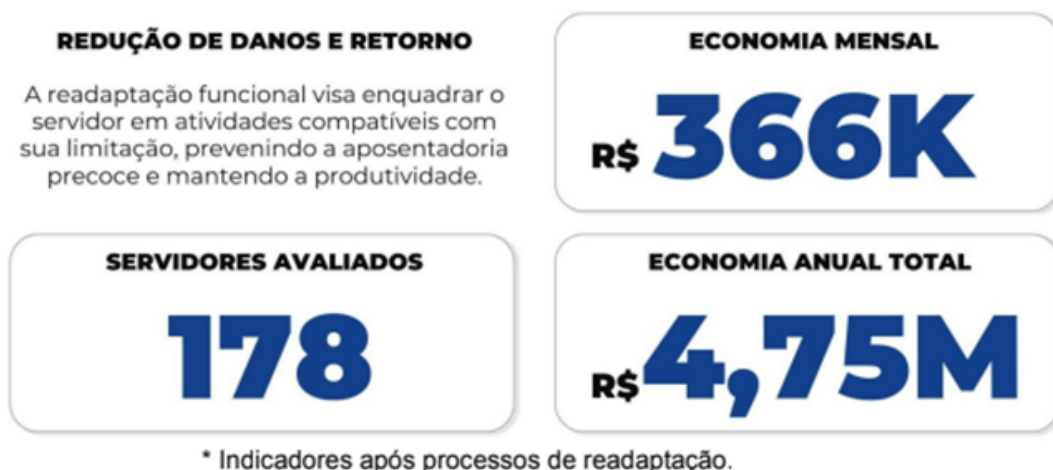 REDUÇÃO DE DANOS E RETORNO
A readaptação funcional visa enquadrar o
servidor em atividades compatíveis com
sua limitação, prevenindo a aposentadoria
precoce e mantendo a produtividade.
ECONOMIA MENSAL
R$ 366K
SERVIDORES AVALIADOS
178
ECONOMIA ANUAL TOTAL
R$ 4,75M
* Indicadores após processos de readaptação.